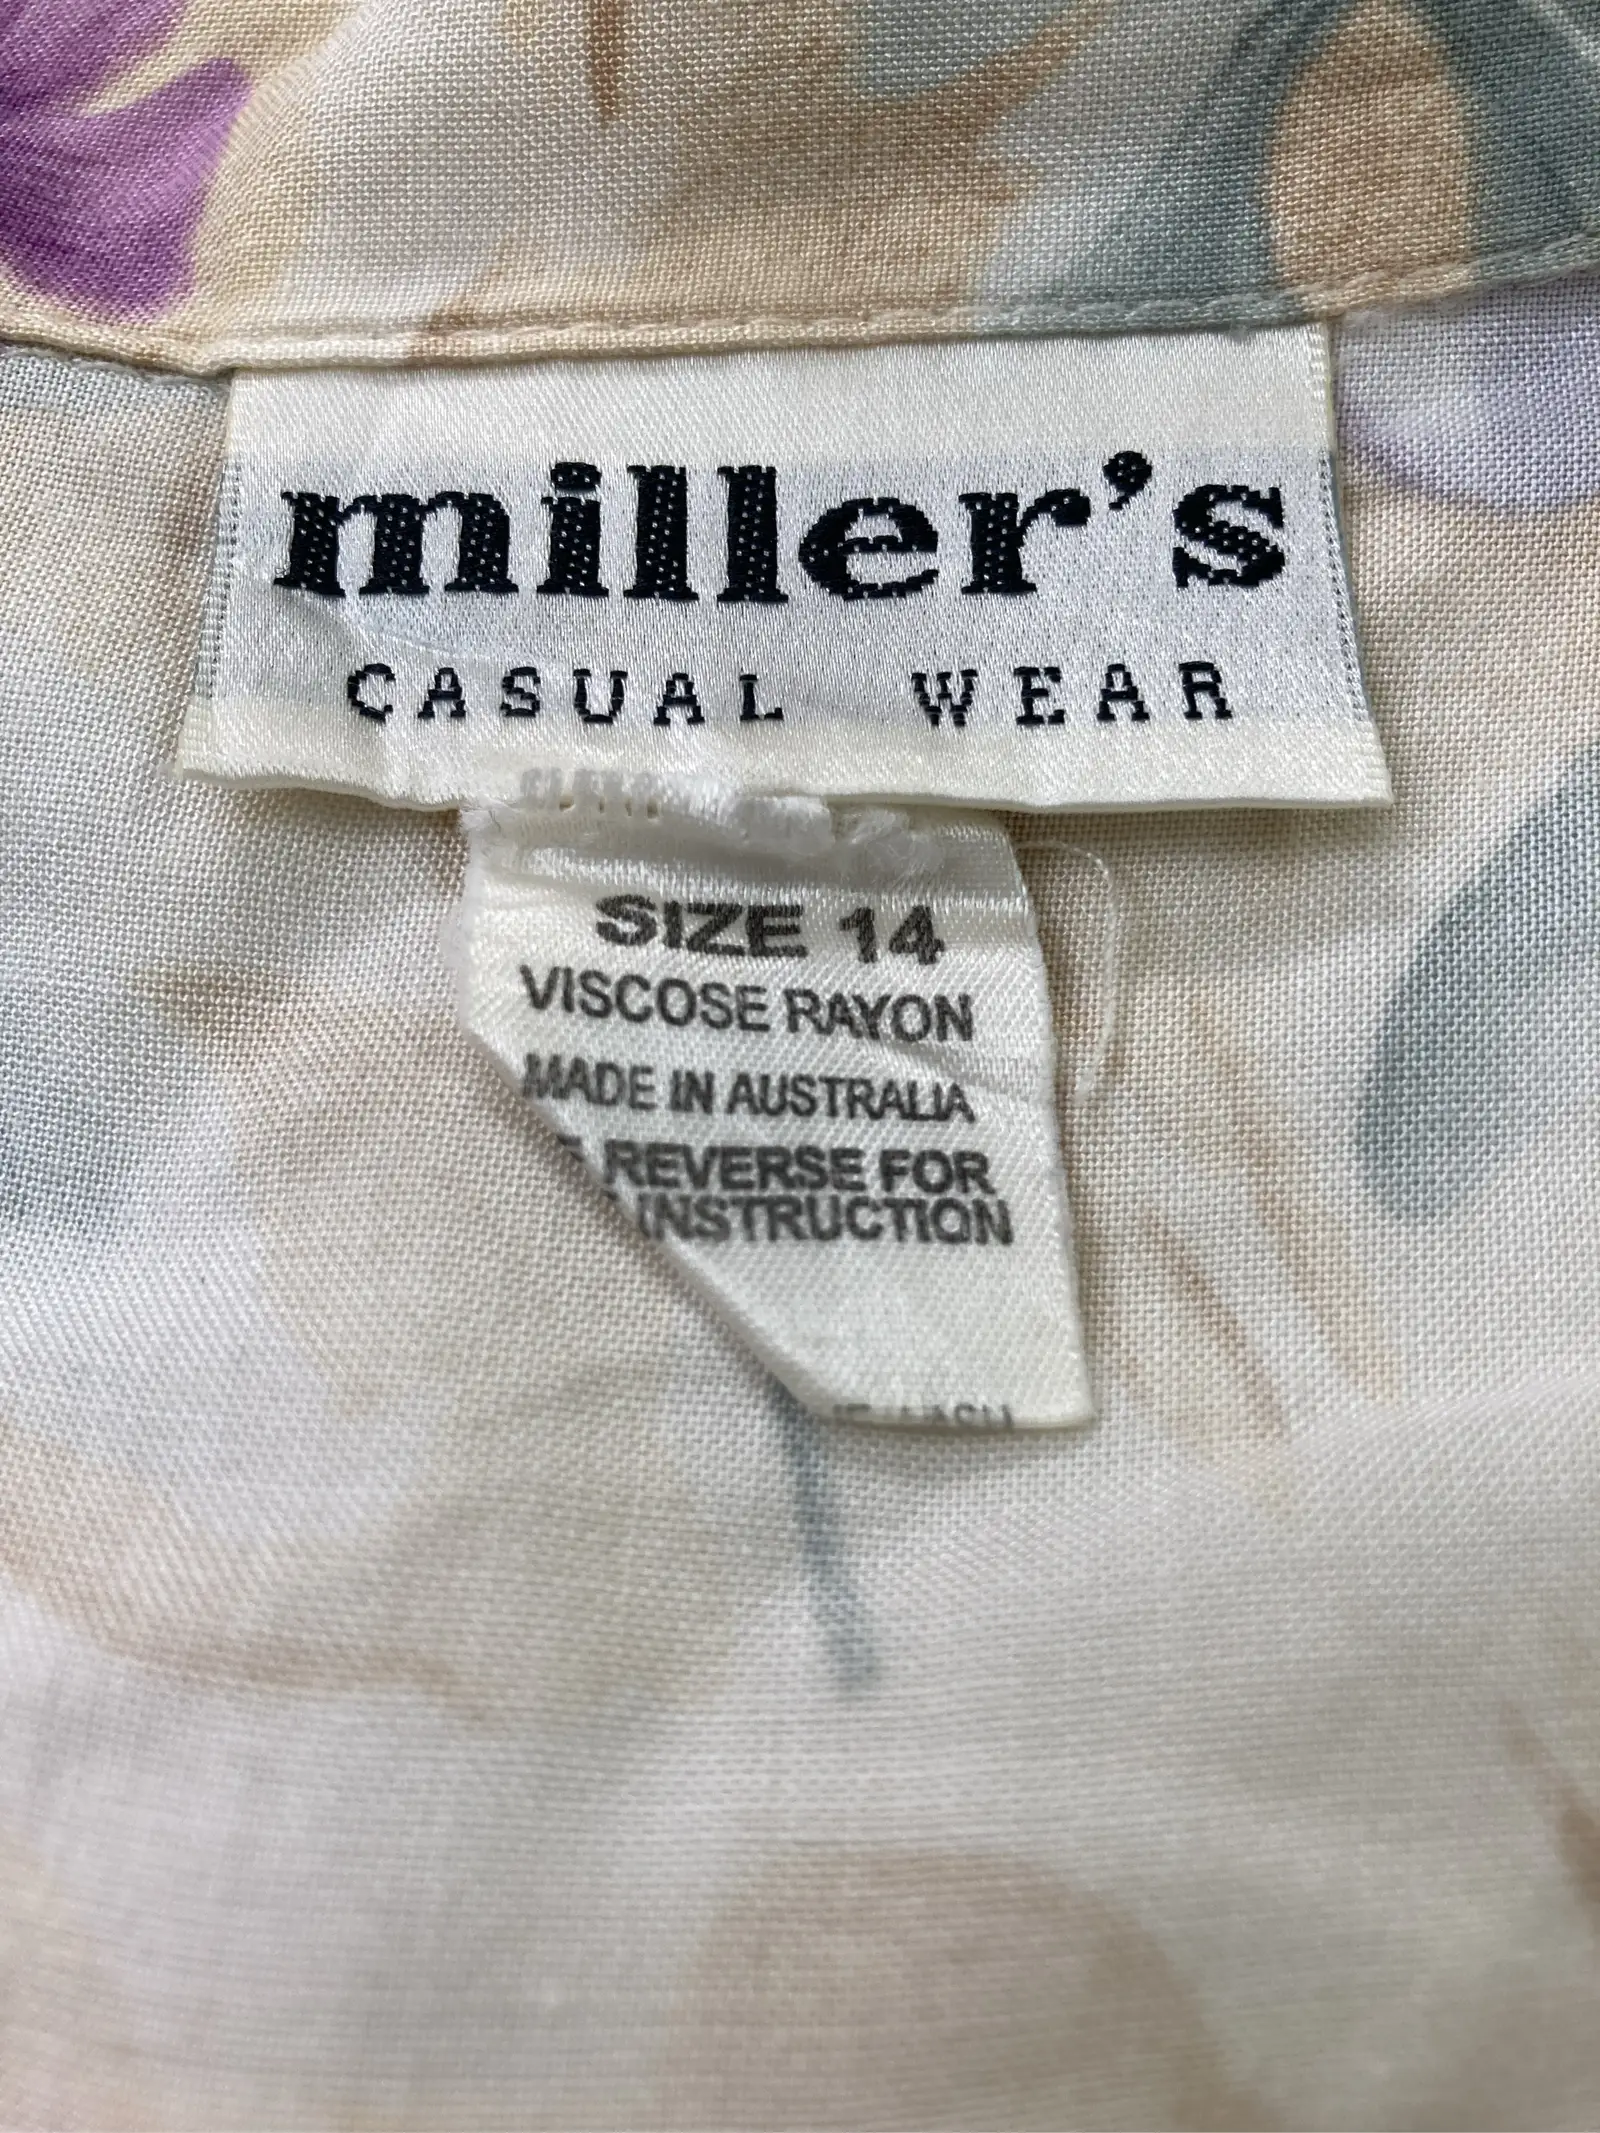 miller's
CASUAL WEAR
SIZE 14
VISCOSE RAYON
MADE IN AUSTRALIA
REVERSE FOR
INSTRUCTION